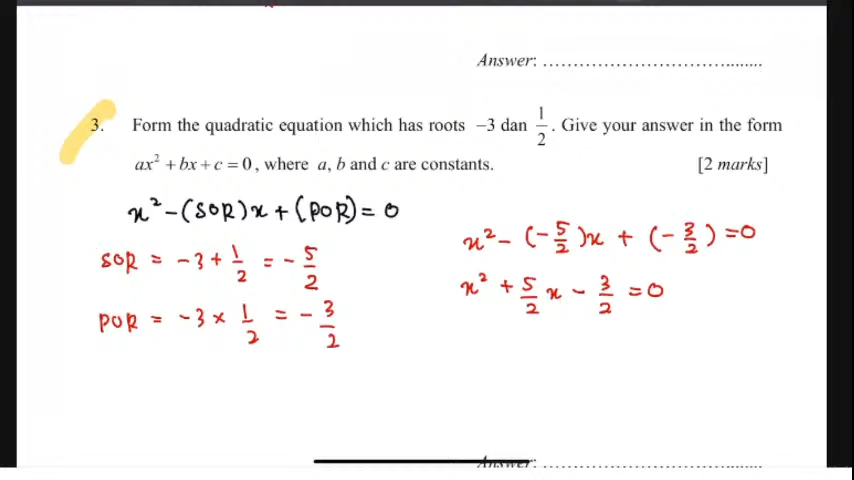 Answer: ....................................
3. Form the quadratic equation which has roots −3 dan 1/2. Give your answer in the form
ax² + bx + c = 0, where a, b and c are constants. [2 marks]
x² − (SOR)x + (POR) = 0
SOR = −3 + 1/2 = − 5/2
POR = −3 × 1/2 = − 3/2
x² − (− 5/2)x + (− 3/2) = 0
x² + 5/2 x − 3/2 = 0
Answer: ....................................